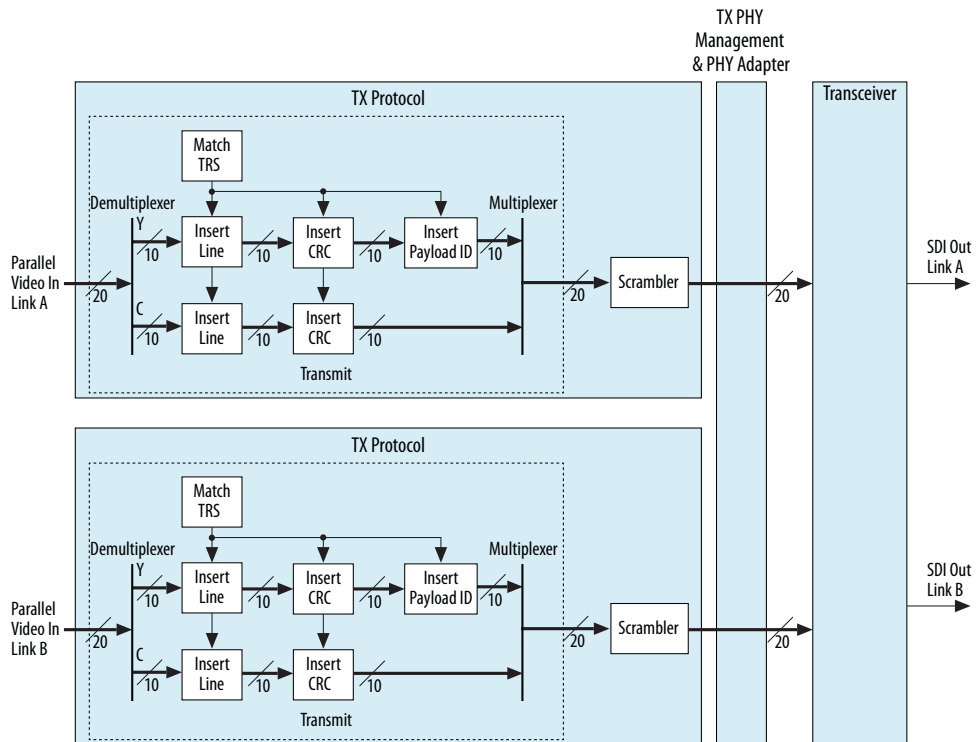 TX PHY
Management
& PHY Adapter
TX Protocol
Transceiver
Match
TRS
Demultiplexer
Multiplexer
Y
Insert
Line
Insert
CRC
Insert
Payload ID
10
10
10
10
Parallel
Video In
Link A
20
20
Scrambler
20
SDI Out
Link A
C
Insert
Line
Insert
CRC
10
10
10
Transmit
TX Protocol
Match
TRS
Demultiplexer
Multiplexer
Y
Insert
Line
Insert
CRC
Insert
Payload ID
10
10
10
10
Parallel
Video In
Link B
20
20
Scrambler
20
SDI Out
Link B
C
Insert
Line
Insert
CRC
10
10
10
Transmit